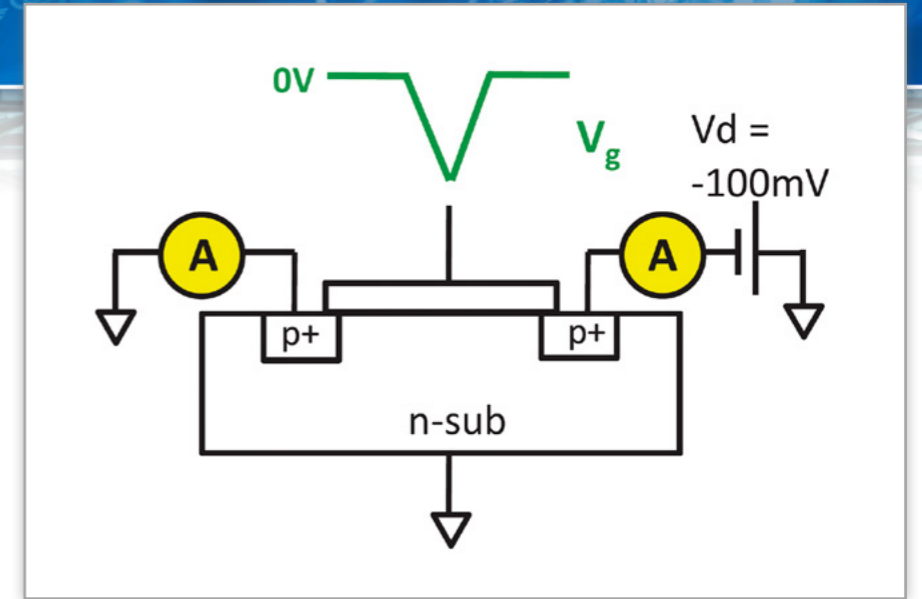 0V
Vg
Vd =
-100mV
A
A
p+
p+
n-sub